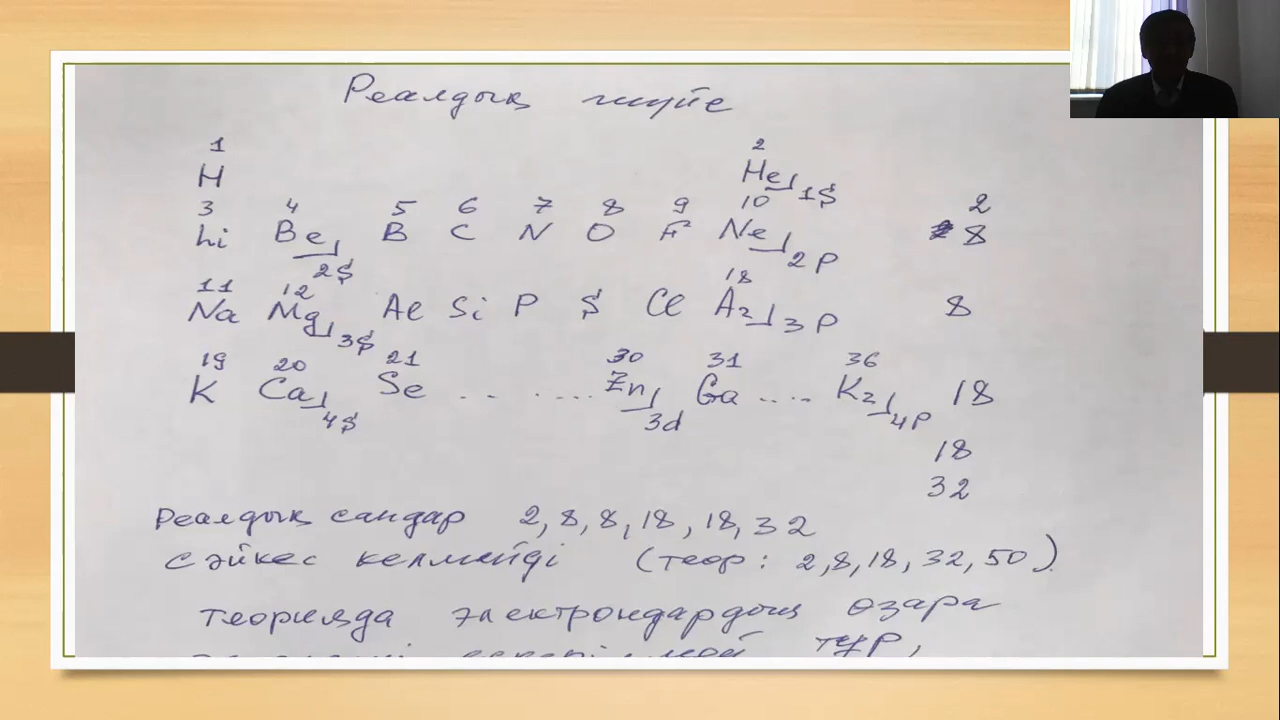 Реалдық жүйе
1 2
H He 1S
3 4 5 6 7 8 9 10 2
Li Be 2S B C N O F Ne 2P 8
11 12 18
Na Mg 3S Al Si P S Cl Ar 3P 8
19 20 21 30 31 36
K Ca 4S Se .. .... Zn 3d Ga .... Kr 4P 18
18
32
Реалдық сандар 2, 8, 8, 18, 18, 32
сәйкес келмейді (теор: 2,8,18, 32, 50)
теорияда электрондардың өзара
тұр,